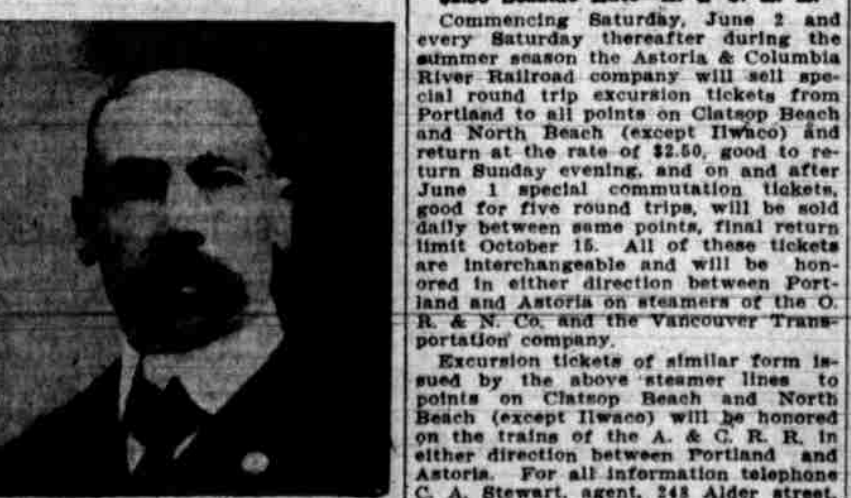 Commencing Saturday, June 2 and
every Saturday thereafter during the
summer season the Astoria & Columbia
River Railroad company will sell spe-
cial round trip excursion tickets from
Portland to all points on Clatsop Beach
and North Beach (except Ilwaco) and
return at the rate of $2.50, good to re-
turn Sunday evening, and on and after
June 1 special commutation tickets,
good for five round trips, will be sold
daily between same points, final return
limit October 15. All of these tickets
are interchangeable and will be hon-
ored in either direction between Port-
land and Astoria on steamers of the O.
R. & N. Co. and the Vancouver Trans-
portation company.
Excursion tickets of similar form is-
sued by the above steamer lines to
points on Clatsop Beach and North
Beach (except Ilwaco) will be honored
on the trains of the A. & C. R. R. in
either direction between Portland and
Astoria. For all information telephone
C. A. Stewart, agent, 248 Alder street,